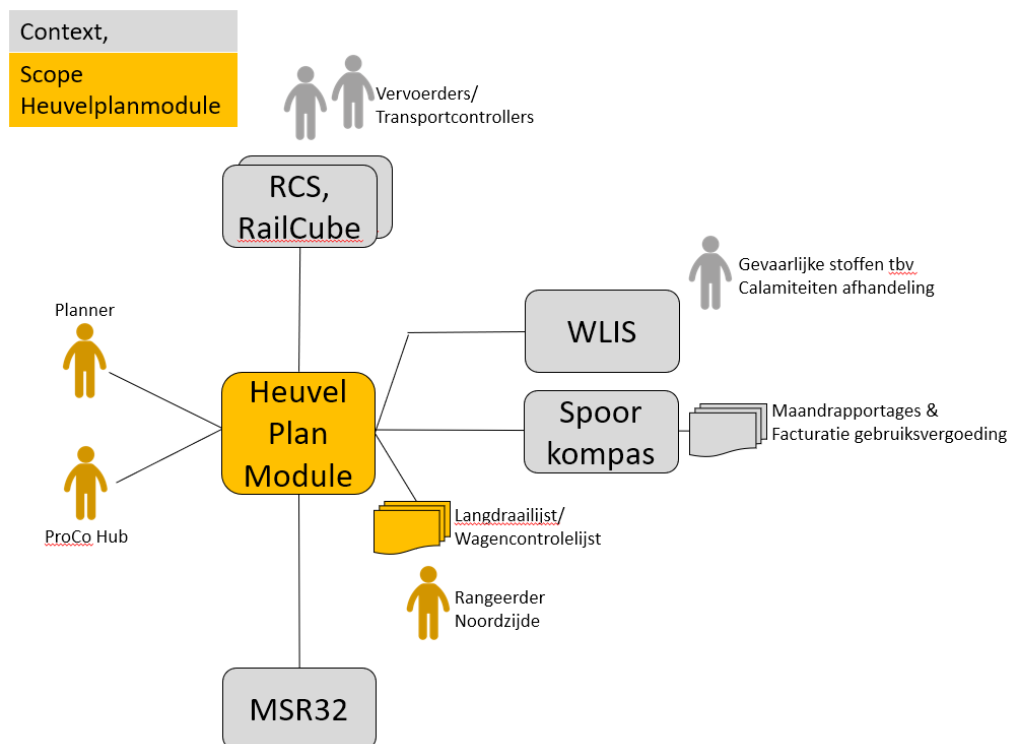 Context,
Scope
Heuvelplanmodule
Vervoerders/
Transportcontrollers
RCS,
RailCube
Gevaarlijke stoffen tbv
Calamiteiten afhandeling
Planner
WLIS
Heuvel
Plan
Module
Spoor
kompas
Maandrapportages &
Facturatie gebruiksvergoeding
ProCo Hub
Langdraailijst/
Wagencontrolelijst
Rangeerder
Noordzijde
MSR32